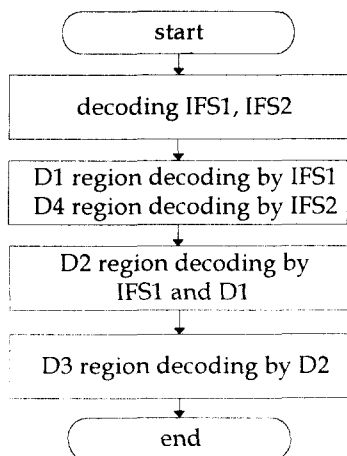 start
decoding IFS1, IFS2
D1 region decoding by IFS1
D4 region decoding by IFS2
D2 region decoding by
IFS1 and D1
D3 region decoding by D2
end